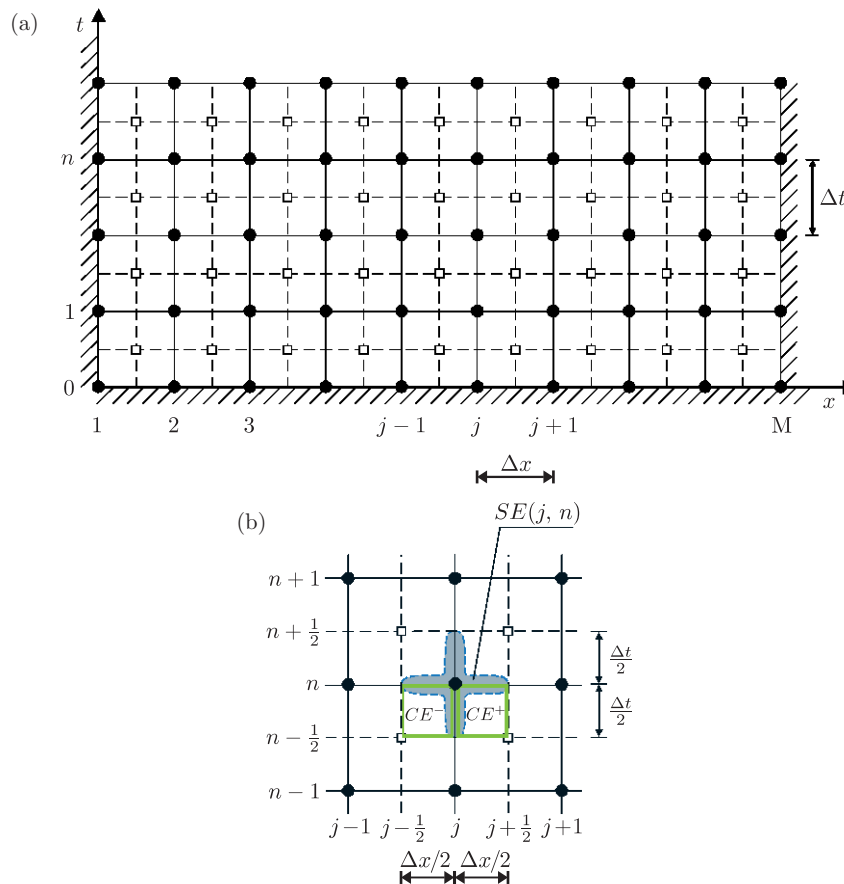 (a)
t
n
Δt
1
0
1 2 3 j − 1 j j + 1 M
x
Δx
(b)
SE(j, n)
n + 1
n + 1/2
Δt/2
n
CE⁻ CE⁺
Δt/2
n − 1/2
n − 1
j−1 j−1/2 j j+1/2 j+1
Δx/2 Δx/2